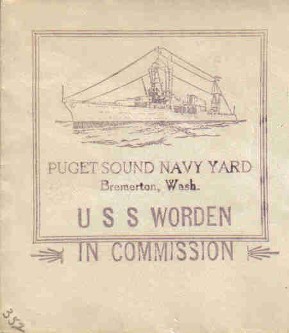 PUGET SOUND NAVY YARD
Bremerton, Wash.
U S S WORDEN
IN COMMISSION
352